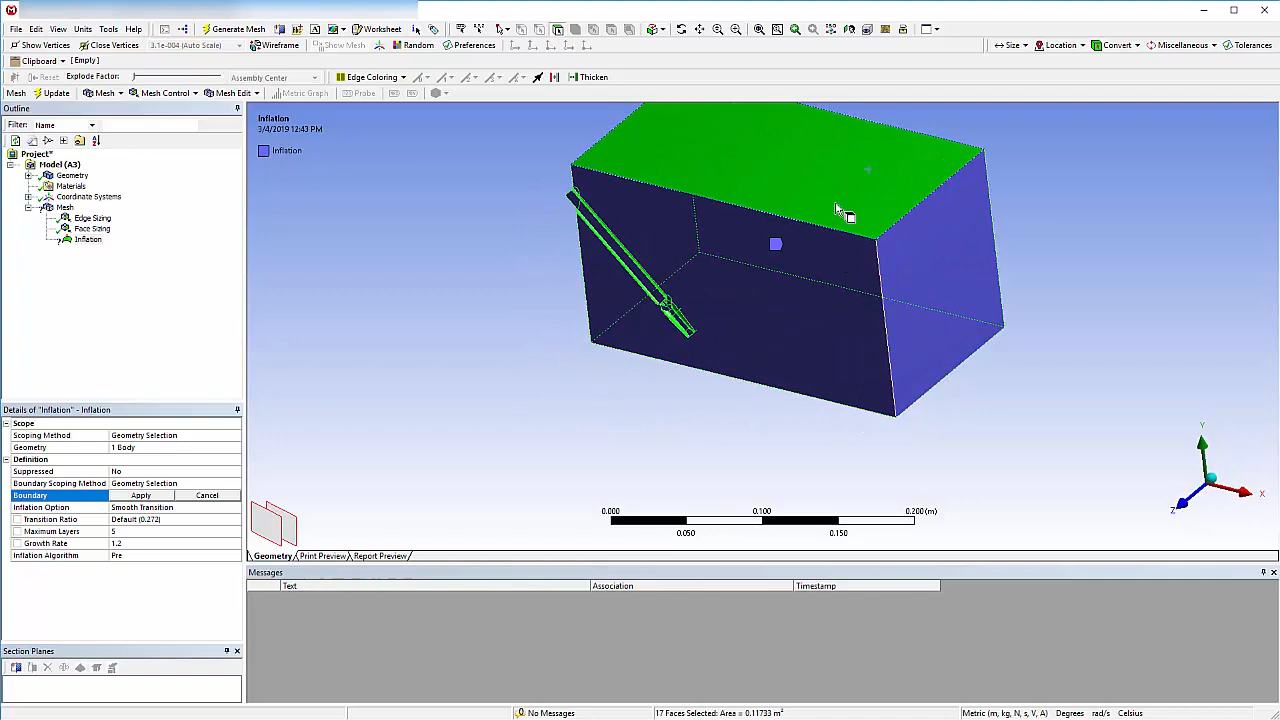 File Edit View Units Tools Help Generate Mesh Worksheet
Show Vertices Close Vertices 3.1e-004 (Auto Scale) Wireframe Show Mesh Random Preferences Size Location Convert Miscellaneous Tolerances
Clipboard [ Empty ]
Reset Explode Factor: Assembly Center Edge Coloring Thicken
Mesh Update Mesh Mesh Control Mesh Edit Metric Graph Probe
Outline
Filter: Name
Project*
Model (A3)
Geometry
Materials
Coordinate Systems
Mesh
Edge Sizing
Face Sizing
Inflation
Details of "Inflation" - Inflation
Scope
Scoping Method Geometry Selection
Geometry 1 Body
Definition
Suppressed No
Boundary Scoping Method Geometry Selection
Boundary Apply Cancel
Inflation Option Smooth Transition
Transition Ratio Default (0.272)
Maximum Layers 5
Growth Rate 1.2
Inflation Algorithm Pre
Section Planes
Inflation
3/4/2019 12:43 PM
Inflation
0.000 0.100 0.200 (m)
0.050 0.150
Y
X
Z
Geometry Print Preview Report Preview
Messages
Text Association Timestamp
No Messages 17 Faces Selected: Area = 0.11733 m² Metric (m, kg, N, s, V, A) Degrees rad/s Celsius